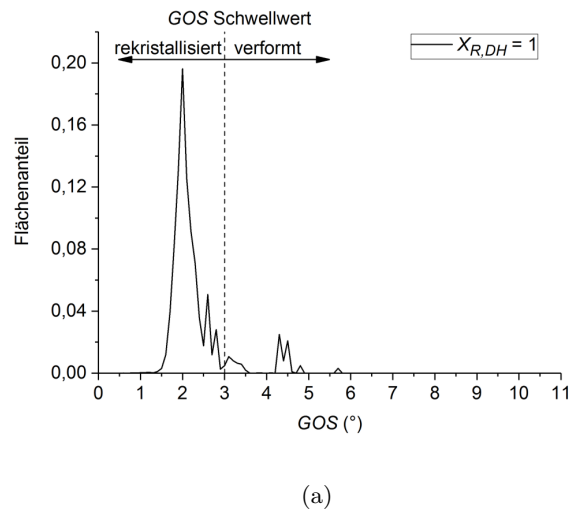 GOS Schwellwert
rekristallisiert verformt
X_{R,DH} = 1
0,20
0,16
0,12
0,08
0,04
0,00
Flächenanteil
0 1 2 3 4 5 6 7 8 9 10 11
GOS (°)
(a)